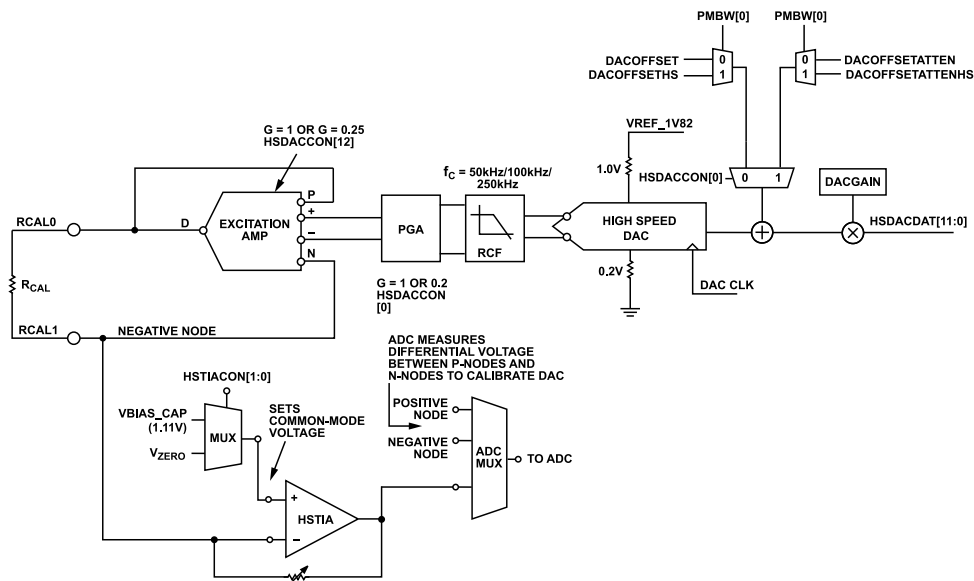 PMBW[0]
PMBW[0]
DACOFFSET
DACOFFSETHS
0
1
0
1
DACOFFSETATTEN
DACOFFSETATTENHS
G = 1 OR G = 0.25
HSDACCON[12]
VREF_1V82
fC = 50kHz/100kHz/
250kHz
1.0V
HSDACCON[0]
0
1
DACGAIN
P
+
–
N
D
EXCITATION
AMP
RCAL0
PGA
RCF
HIGH SPEED
DAC
HSDACDAT[11:0]
G = 1 OR 0.2
HSDACCON
[0]
0.2V
DAC CLK
RCAL
RCAL1
NEGATIVE NODE
ADC MEASURES
DIFFERENTIAL VOLTAGE
BETWEEN P-NODES AND
N-NODES TO CALIBRATE DAC
HSTIACON[1:0]
VBIAS_CAP
(1.11V)
MUX
VZERO
SETS
COMMON-MODE
VOLTAGE
POSITIVE
NODE
NEGATIVE
NODE
ADC
MUX
TO ADC
+
HSTIA
–